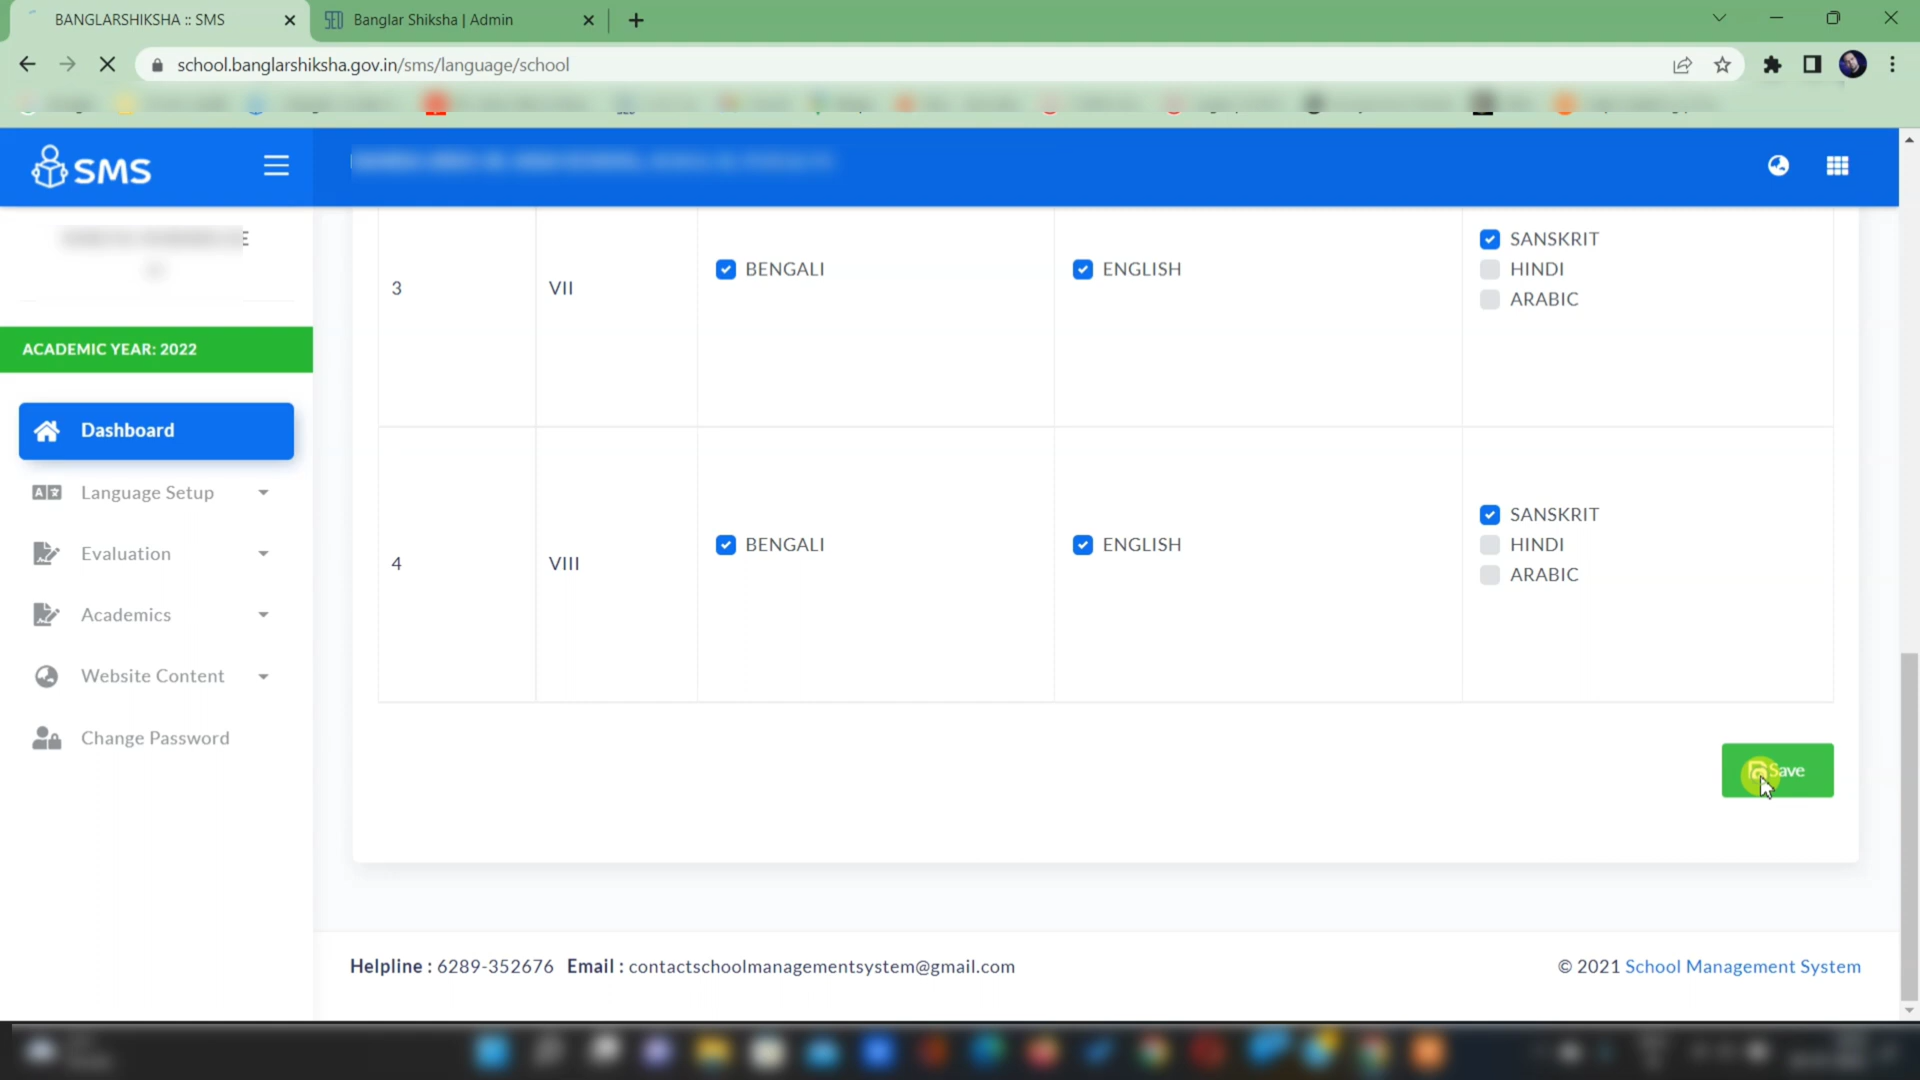 BANGLARSHIKSHA :: SMS
Banglar Shiksha | Admin
school.banglarshiksha.gov.in/sms/language/school
SMS
ACADEMIC YEAR: 2022
Dashboard
Language Setup
Evaluation
Academics
Website Content
Change Password
3 VII BENGALI ENGLISH SANSKRIT
HINDI
ARABIC
4 VIII BENGALI ENGLISH SANSKRIT
HINDI
ARABIC
Save
Helpline : 6289-352676 Email : contactschoolmanagementsystem@gmail.com
© 2021 School Management System